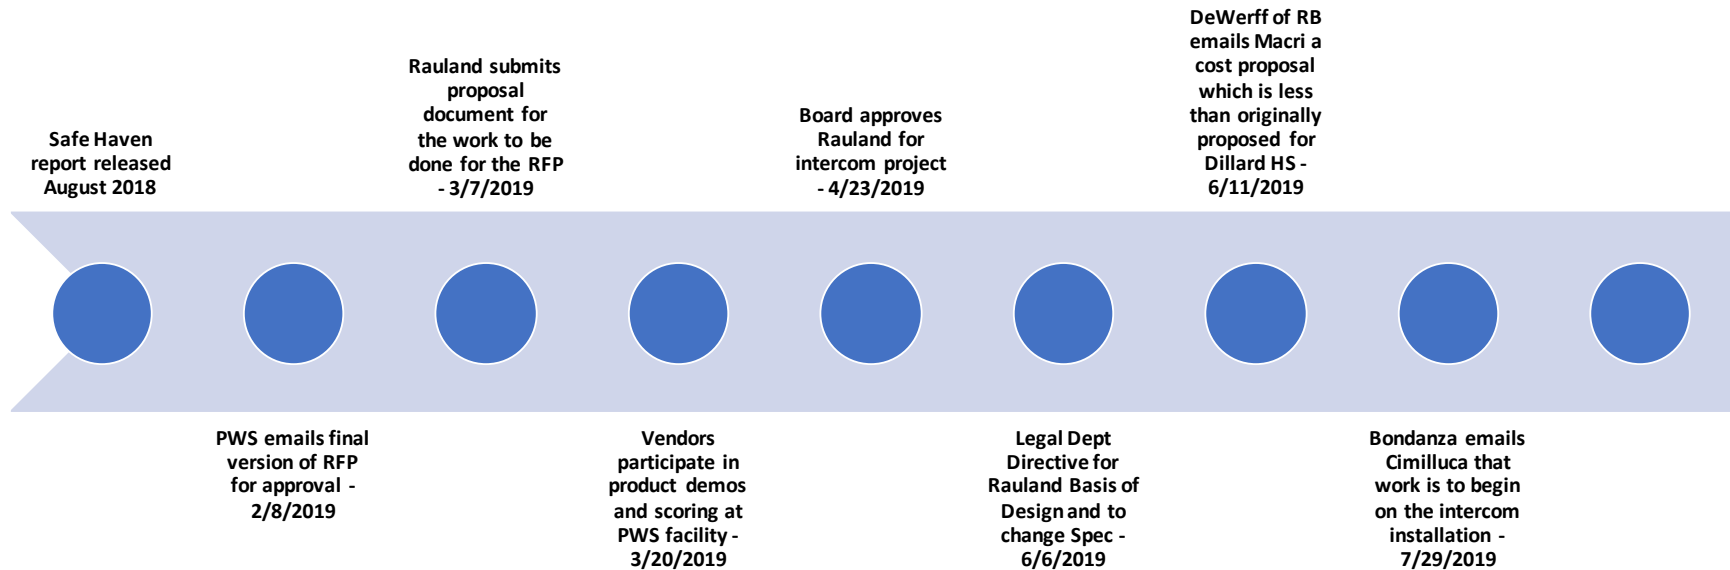 Safe Haven
report released
August 2018
PWS emails final
version of RFP
for approval -
2/8/2019
Rauland submits
proposal
document for
the work to be
done for the RFP
- 3/7/2019
Vendors
participate in
product demos
and scoring at
PWS facility -
3/20/2019
Board approves
Rauland for
intercom project
- 4/23/2019
Legal Dept
Directive for
Rauland Basis of
Design and to
change Spec -
6/6/2019
DeWerff of RB
emails Macri a
cost proposal
which is less
than originally
proposed for
Dillard HS -
6/11/2019
Bondanza emails
Cimilluca that
work is to begin
on the intercom
installation -
7/29/2019